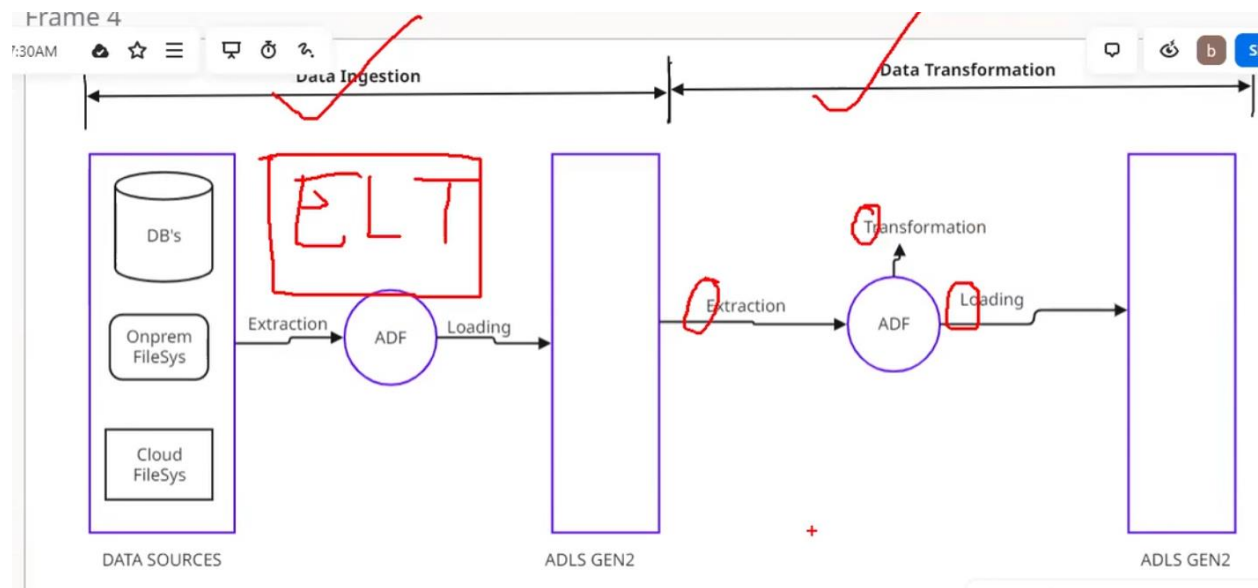 Frame 4
7:30AM
b
S
Data Ingestion
Data Transformation
ELT
DB's
Onprem
FileSys
Cloud
FileSys
Extraction
ADF
Loading
Extraction
Transformation
ADF
Loading
DATA SOURCES
ADLS GEN2
ADLS GEN2